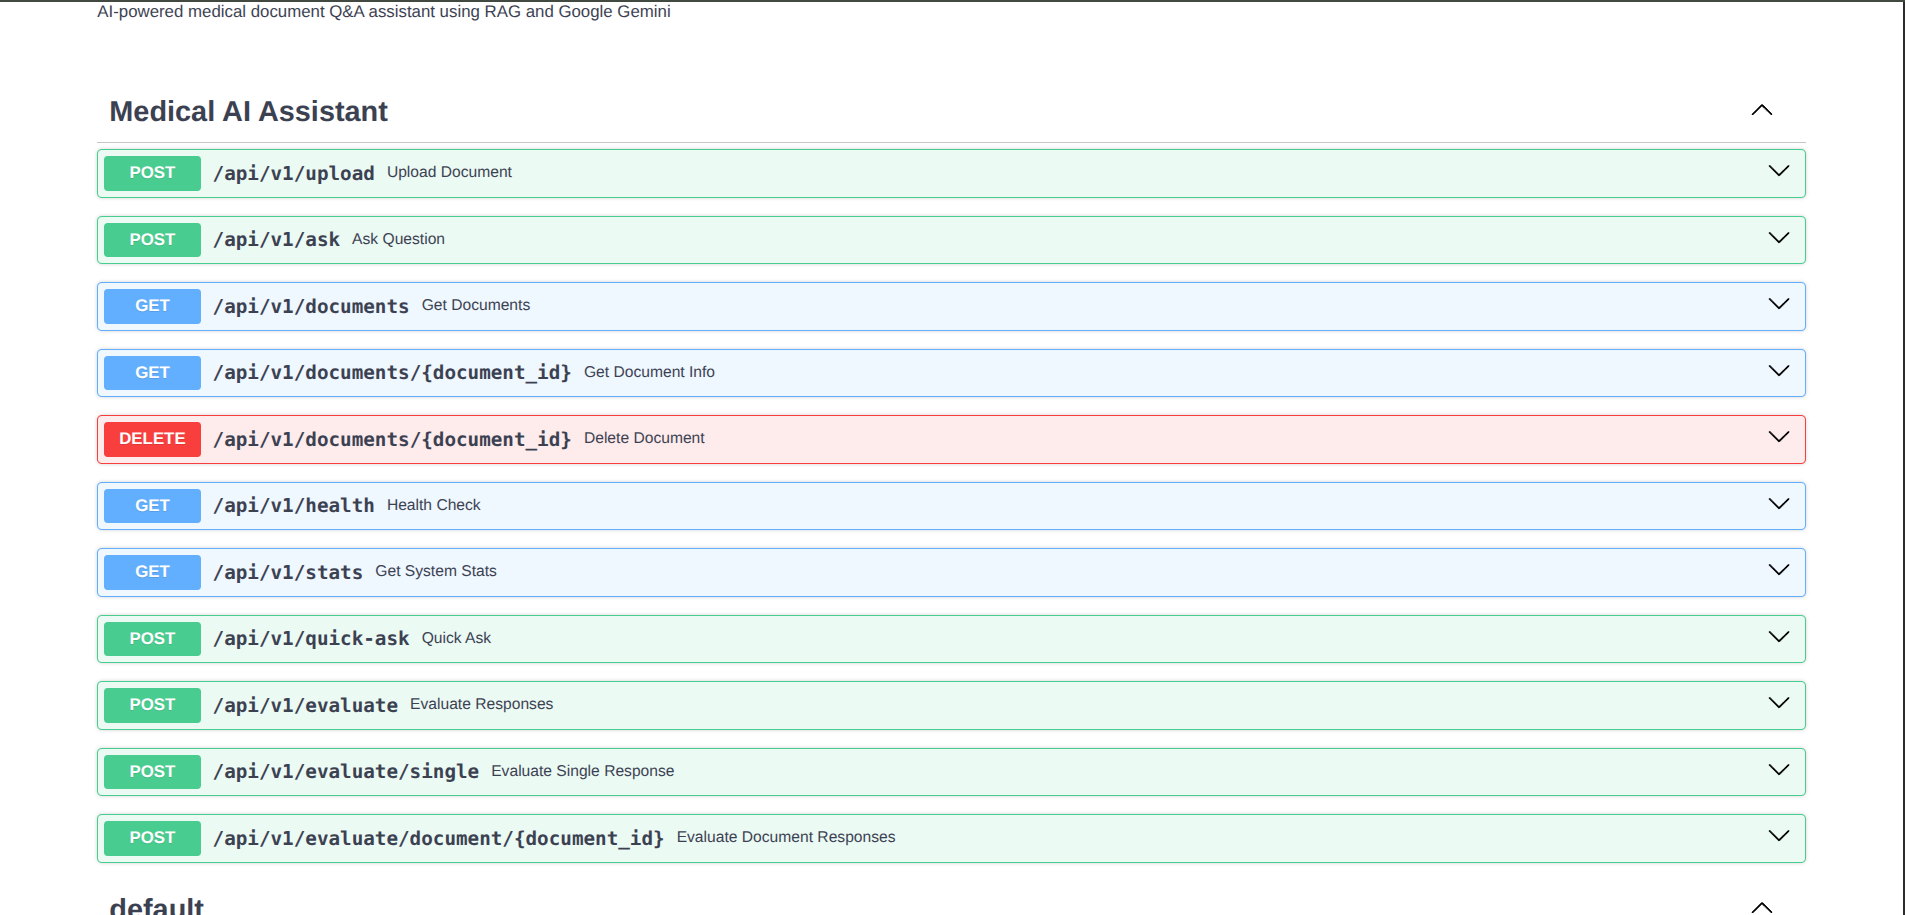 AI-powered medical document Q&A assistant using RAG and Google Gemini
Medical AI Assistant
POST /api/v1/upload Upload Document
POST /api/v1/ask Ask Question
GET /api/v1/documents Get Documents
GET /api/v1/documents/{document_id} Get Document Info
DELETE /api/v1/documents/{document_id} Delete Document
GET /api/v1/health Health Check
GET /api/v1/stats Get System Stats
POST /api/v1/quick-ask Quick Ask
POST /api/v1/evaluate Evaluate Responses
POST /api/v1/evaluate/single Evaluate Single Response
POST /api/v1/evaluate/document/{document_id} Evaluate Document Responses
default